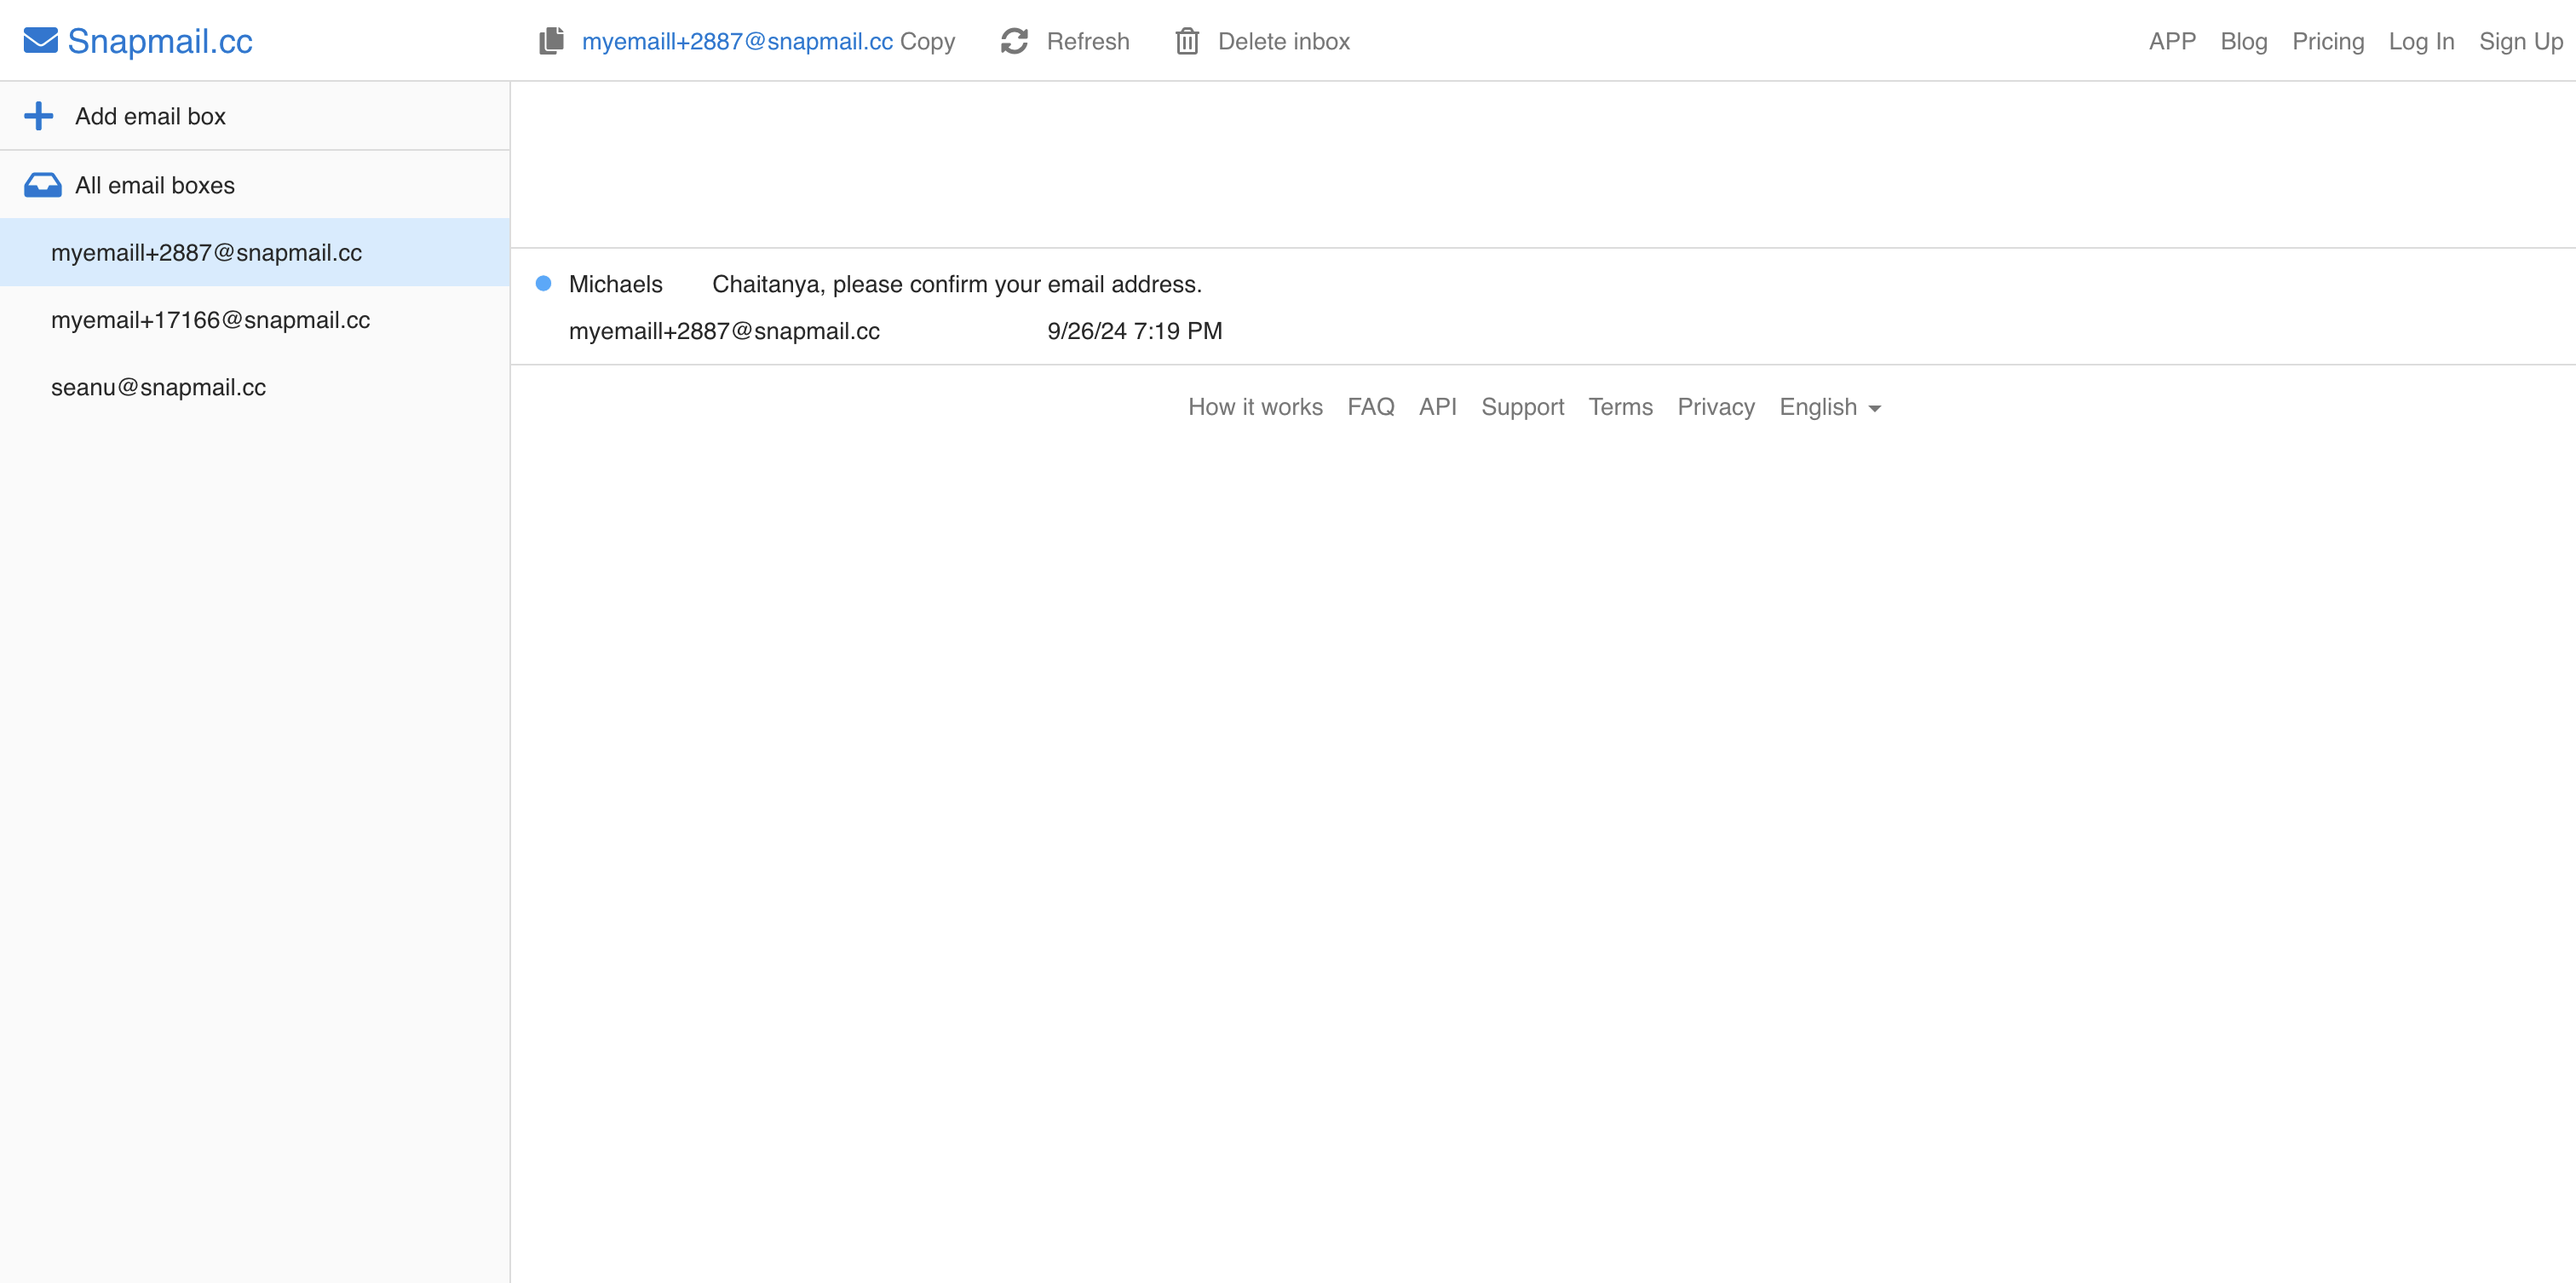 Snapmail.cc
myemaill+2887@snapmail.cc Copy
Refresh
Delete inbox
APP
Blog
Pricing
Log In
Sign Up
Add email box
All email boxes
myemaill+2887@snapmail.cc
myemail+17166@snapmail.cc
seanu@snapmail.cc
Michaels Chaitanya, please confirm your email address.
myemaill+2887@snapmail.cc 9/26/24 7:19 PM
How it works FAQ API Support Terms Privacy English